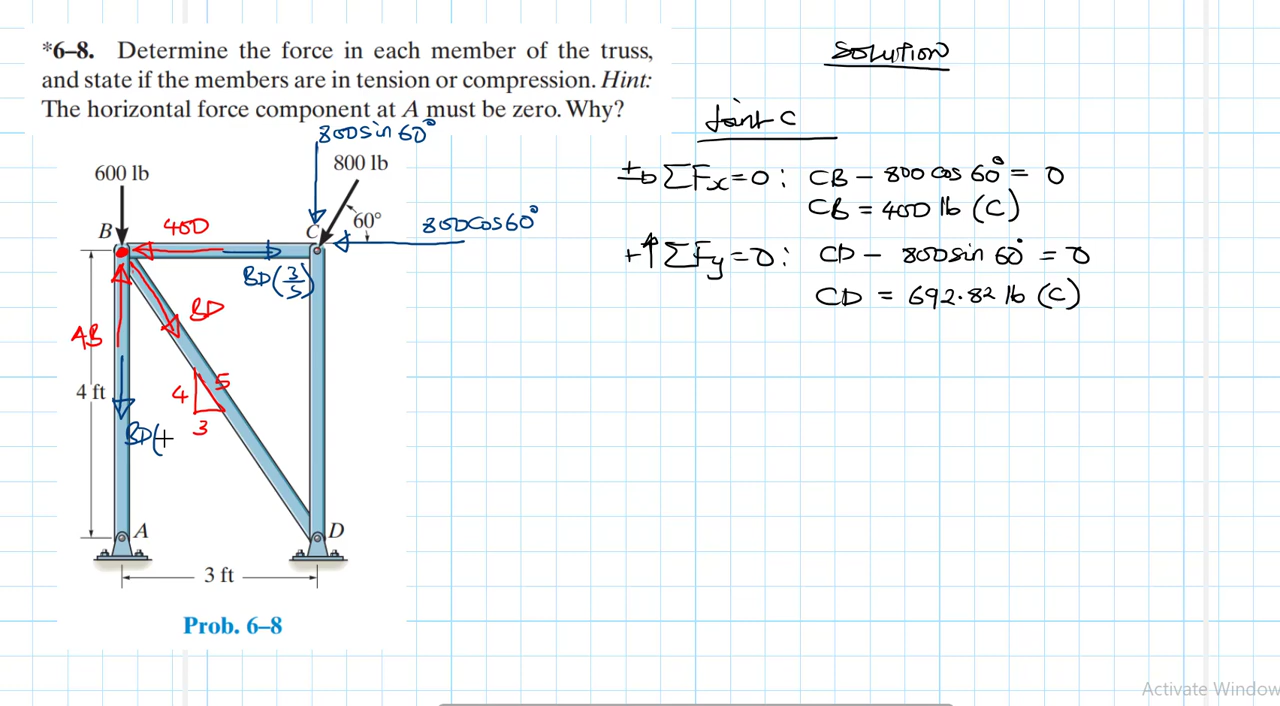 *6–8. Determine the force in each member of the truss,
and state if the members are in tension or compression. Hint:
The horizontal force component at A must be zero. Why?
800sin60°
600 lb
800 lb
B
400
C
60°
800cos60°
BD(3/5)
BD
AB
4 ft
4
5
3
BD(
A
D
3 ft
Prob. 6–8
Solution
Joint C
+→ ΣFx=0: CB − 800 cos 60° = 0
CB = 400 lb (C)
+↑ ΣFy=0: CD − 800sin 60° = 0
CD = 692.82 lb (C)
Activate Window